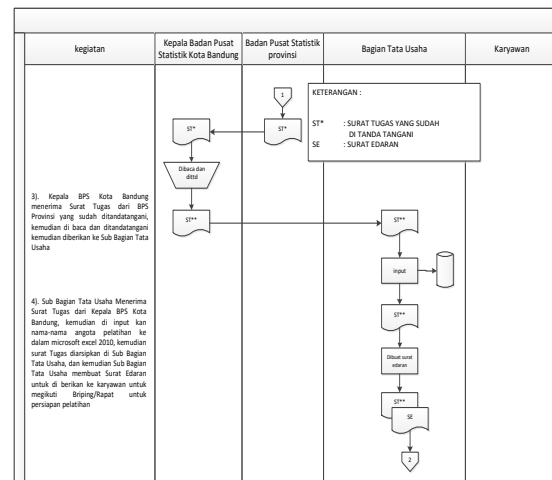 kegiatan
Kepala Badan Pusat
Statistik Kota Bandung
Badan Pusat Statistik
provinsi
Bagian Tata Usaha
Karyawan
1
KETERANGAN :
ST* : SURAT TUGAS YANG SUDAH
DI TANDA TANGANI
SE : SURAT EDARAN
ST*
ST*
Dibaca dan
dittd
3). Kepala BPS Kota Bandung
menerima Surat Tugas dari BPS
Provinsi yang sudah ditandatangani,
kemudian di baca dan ditandatangani
kemudian diberikan ke Sub Bagian Tata
Usaha
ST**
ST**
input
4). Sub Bagian Tata Usaha Menerima
Surat Tugas dari Kepala BPS Kota
Bandung, kemudian di input kan
nama-nama angota pelatihan ke
dalam microsoft excel 2010, kemudian
surat Tugas diarsipkan di Sub Bagian
Tata Usaha, dan kemudian Sub Bagian
Tata Usaha membuat Surat Edaran
untuk di berikan ke karyawan untuk
megikuti Briping/Rapat untuk
persiapan pelatihan
ST**
Dibuat surat
edaran
ST**
SE
2